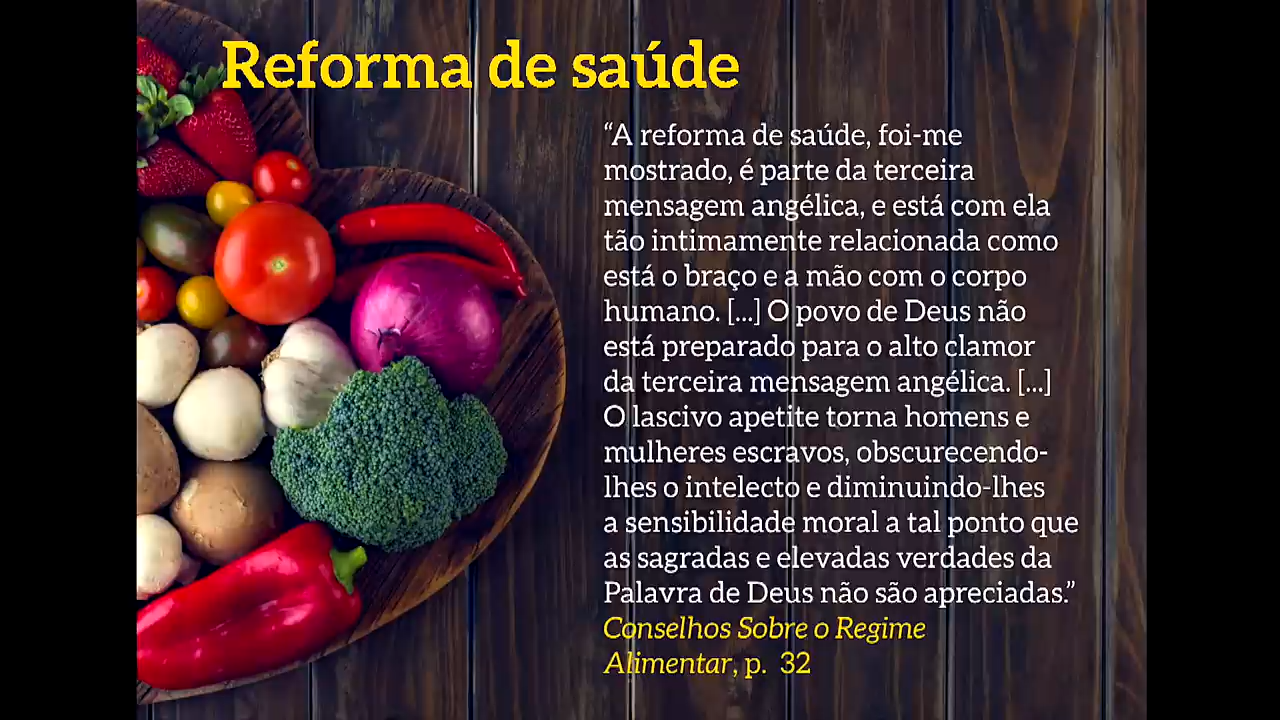 Reforma de saúde
“A reforma de saúde, foi-me
mostrado, é parte da terceira
mensagem angélica, e está com ela
tão intimamente relacionada como
está o braço e a mão com o corpo
humano. [...] O povo de Deus não
está preparado para o alto clamor
da terceira mensagem angélica. [...]
O lascivo apetite torna homens e
mulheres escravos, obscurecendo-
lhes o intelecto e diminuindo-lhes
a sensibilidade moral a tal ponto que
as sagradas e elevadas verdades da
Palavra de Deus não são apreciadas.”
Conselhos Sobre o Regime
Alimentar, p. 32